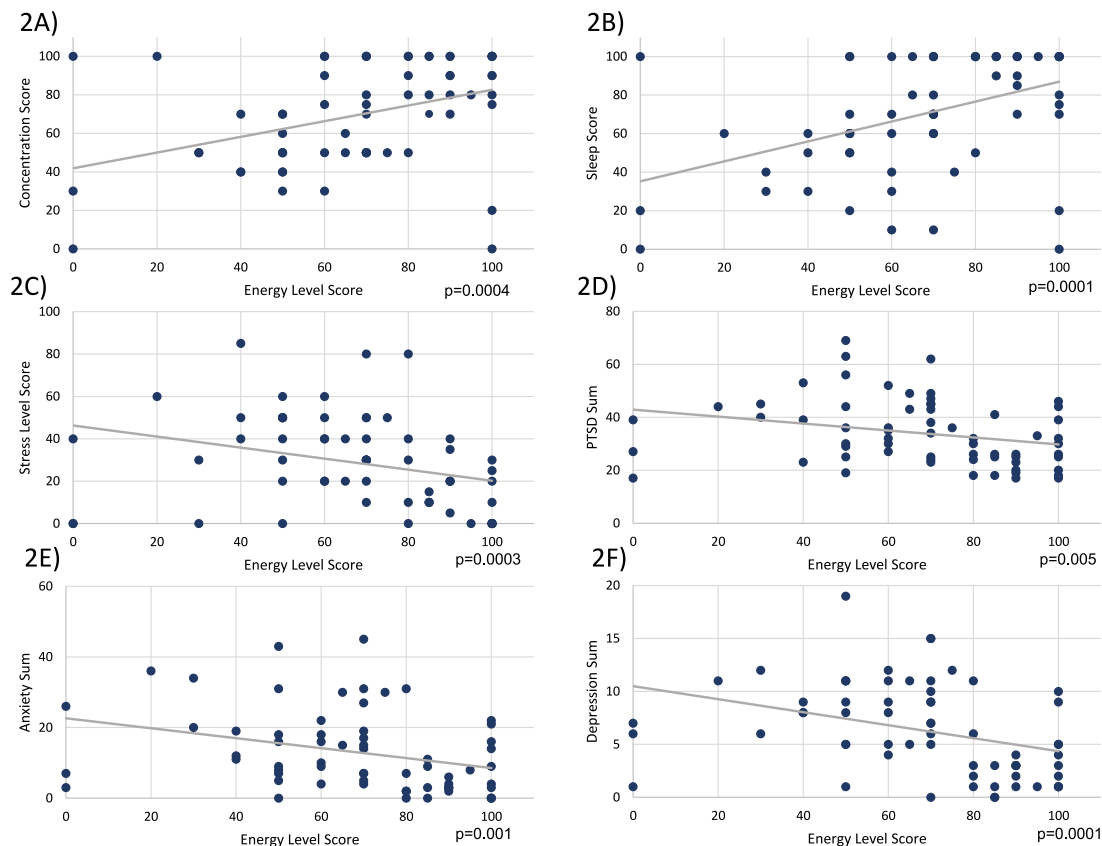 2A)
Concentration Score
100
80
60
40
20
0
0 20 40 60 80 100
Energy Level Score
p=0.0004
2B)
Sleep Score
100
80
60
40
20
0
0 20 40 60 80 100
Energy Level Score
p=0.0001
2C)
Stress Level Score
100
80
60
40
20
0
0 20 40 60 80 100
Energy Level Score
p=0.0003
2D)
PTSD Sum
80
60
40
20
0
0 20 40 60 80 100
Energy Level Score
p=0.005
2E)
Anxiety Sum
60
40
20
0
0 20 40 60 80 100
Energy Level Score
p=0.001
2F)
Depression Sum
20
15
10
5
0
0 20 40 60 80 100
Energy Level Score
p=0.0001